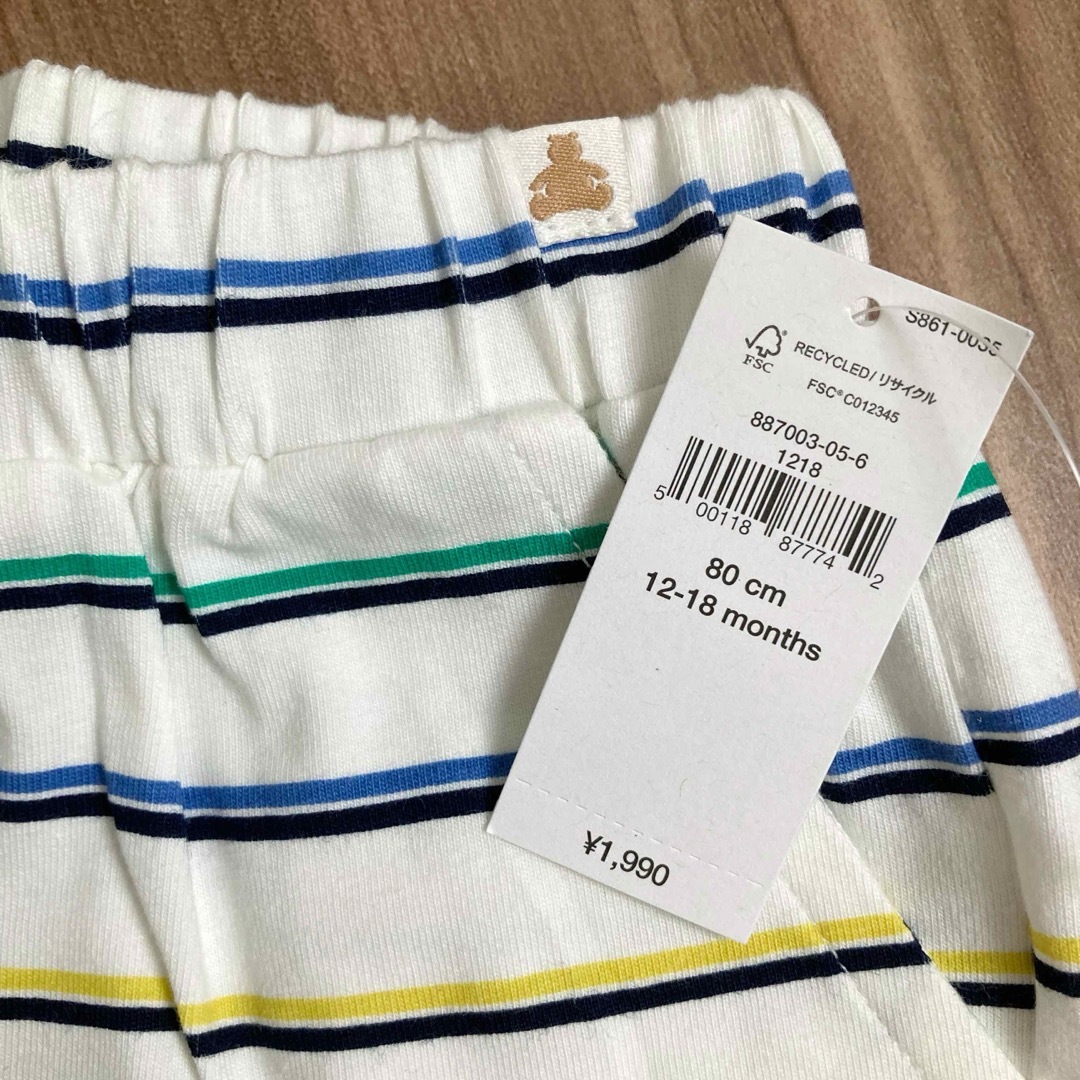 S861-0035
FSC
RECYCLED/リサイクル
FSC® C012345
887003-05-6
1218
5 00118 87774 2
80 cm
12-18 months
¥1,990